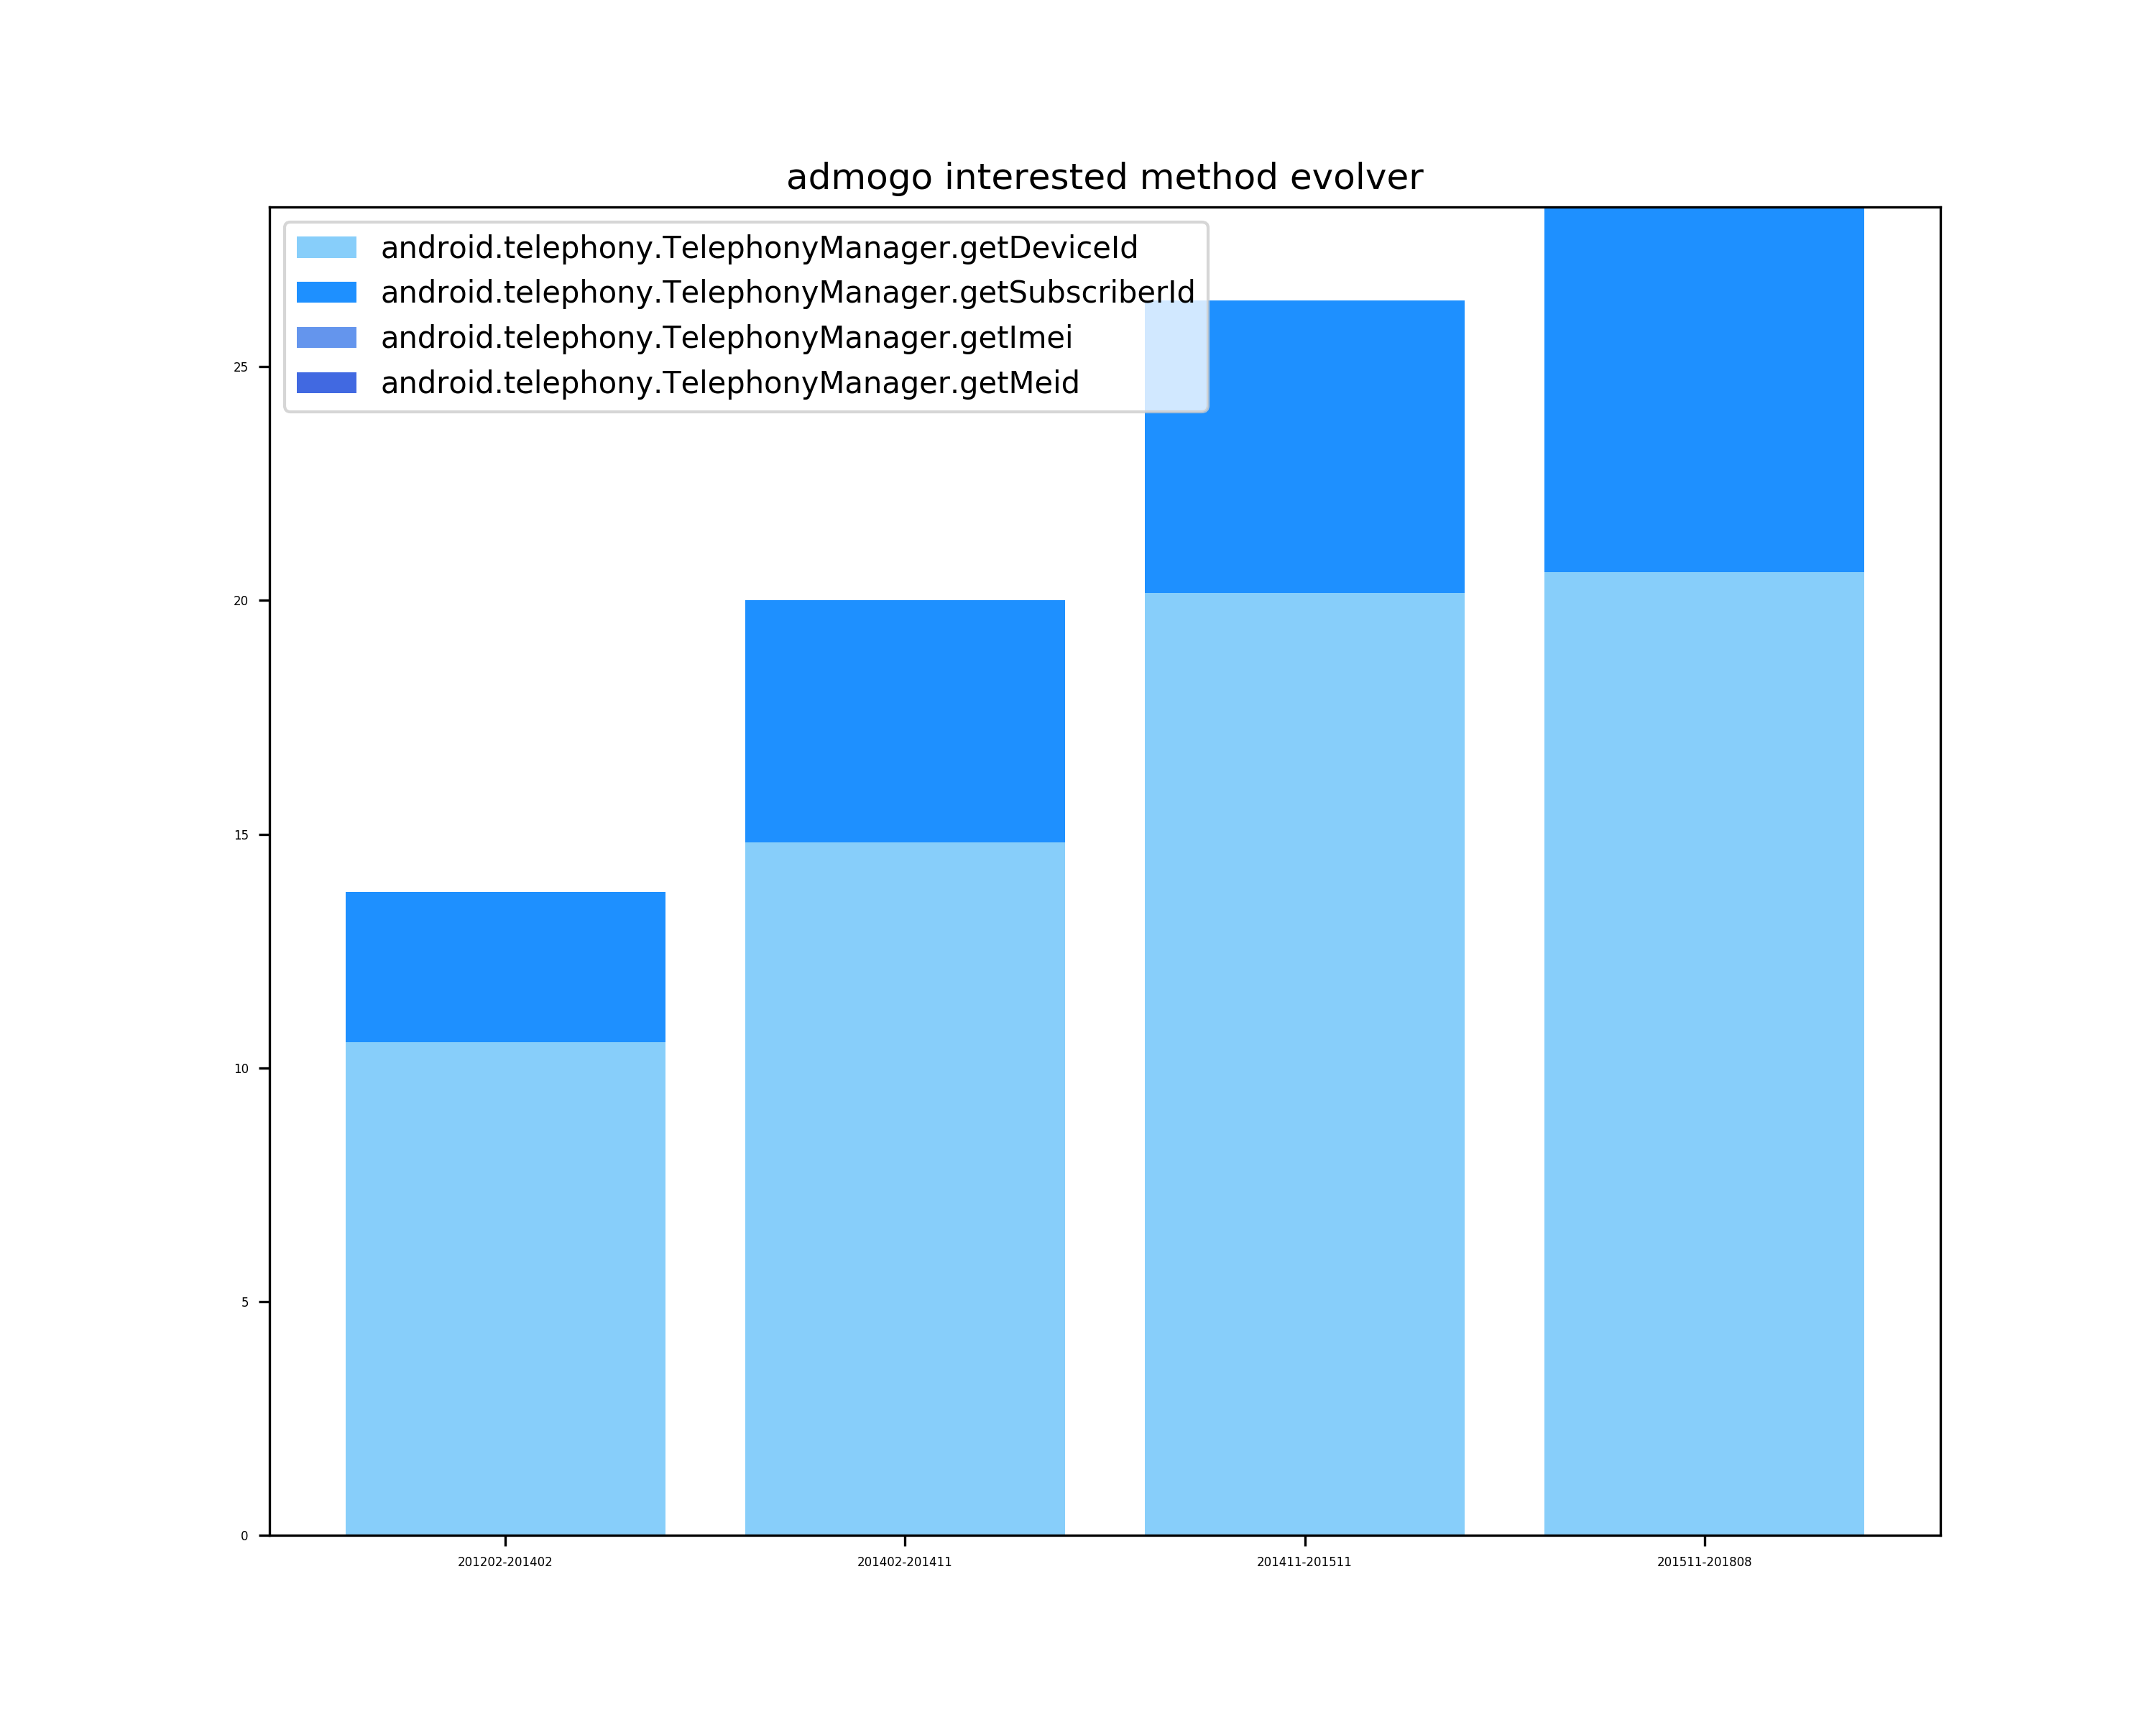 admogo interested method evolver
android.telephony.TelephonyManager.getDeviceId
android.telephony.TelephonyManager.getSubscriberId
android.telephony.TelephonyManager.getImei
android.telephony.TelephonyManager.getMeid
25
20
15
10
5
0
201202-201402 201402-201411 201411-201511 201511-201808